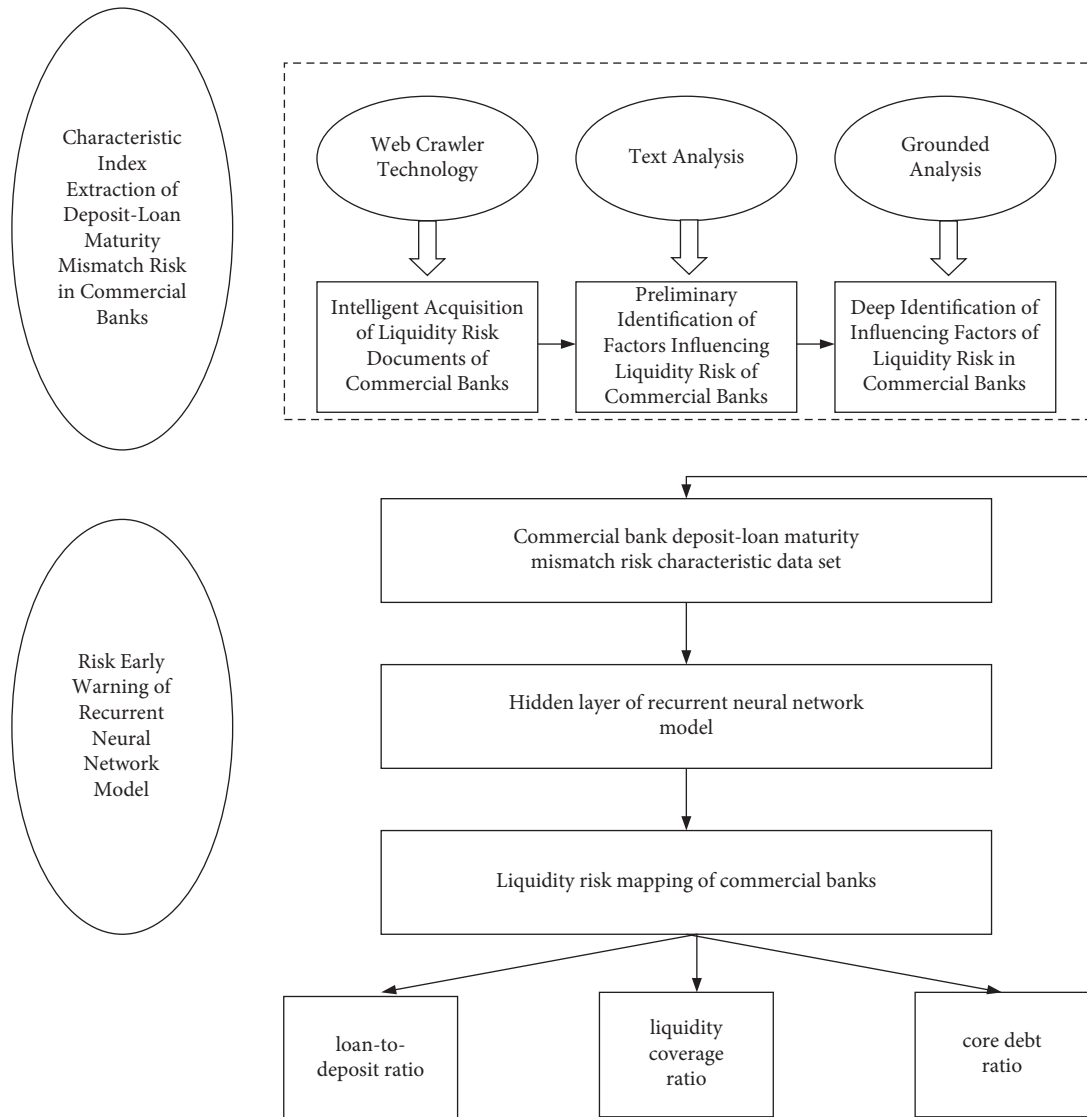 Characteristic
Index
Extraction of
Deposit-Loan
Maturity
Mismatch Risk
in Commercial
Banks
Web Crawler
Technology
Text Analysis
Grounded
Analysis
Intelligent Acquisition
of Liquidity Risk
Documents of
Commercial Banks
Preliminary
Identification of
Factors Influencing
Liquidity Risk of
Commercial Banks
Deep Identification of
Influencing Factors of
Liquidity Risk in
Commercial Banks
Risk Early
Warning of
Recurrent
Neural
Network
Model
Commercial bank deposit-loan maturity
mismatch risk characteristic data set
Hidden layer of recurrent neural network
model
Liquidity risk mapping of commercial banks
loan-to-
deposit ratio
liquidity
coverage
ratio
core debt
ratio